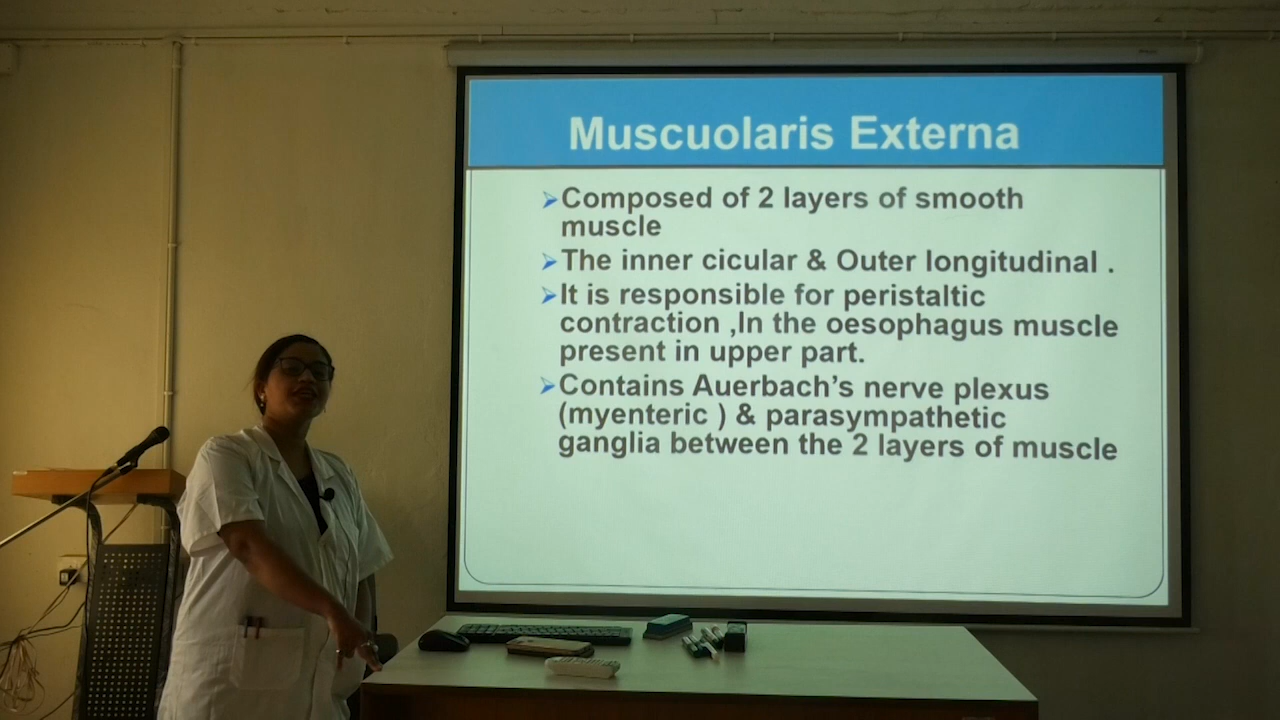 Muscuolaris Externa
Composed of 2 layers of smooth
muscle
The inner cicular & Outer longitudinal .
It is responsible for peristaltic
contraction ,In the oesophagus muscle
present in upper part.
Contains Auerbach's nerve plexus
(myenteric ) & parasympathetic
ganglia between the 2 layers of muscle